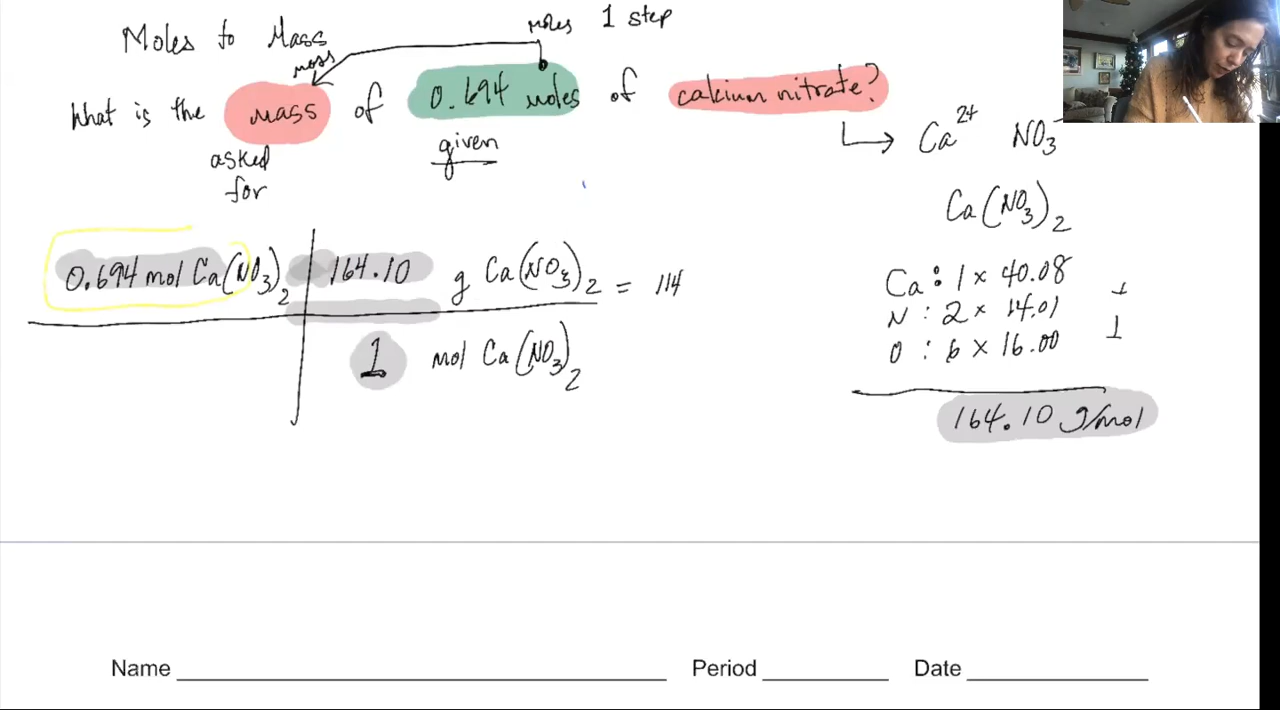 Moles to Mass
moles 1 step
mass
What is the mass of 0.694 moles of calcium nitrate?
asked for
given
Ca²⁺ NO₃⁻
Ca(NO₃)₂
0.694 mol Ca(NO₃)₂ 164.10 g Ca(NO₃)₂ = 114
1 mol Ca(NO₃)₂
Ca: 1 × 40.08
N: 2 × 14.01
O: 6 × 16.00
164.10 g/mol
Name Period Date